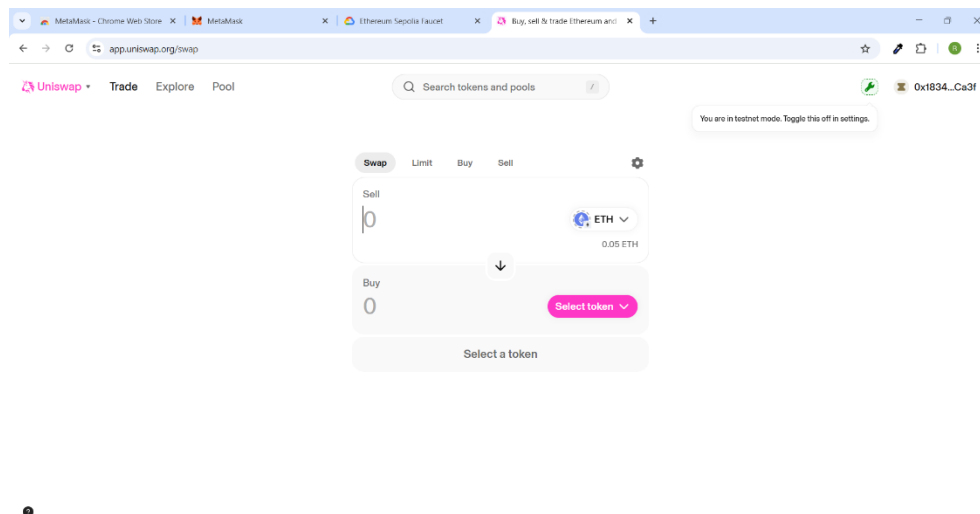 MetaMask - Chrome Web Store
MetaMask
Ethereum Sepolia Faucet
Buy, sell & trade Ethereum and
app.uniswap.org/swap
R
Uniswap
Trade
Explore
Pool
Search tokens and pools
/
0x1834...Ca3f
You are in testnet mode. Toggle this off in settings.
Swap
Limit
Buy
Sell
Sell
0
ETH
0.05 ETH
Buy
0
Select token
Select a token
?